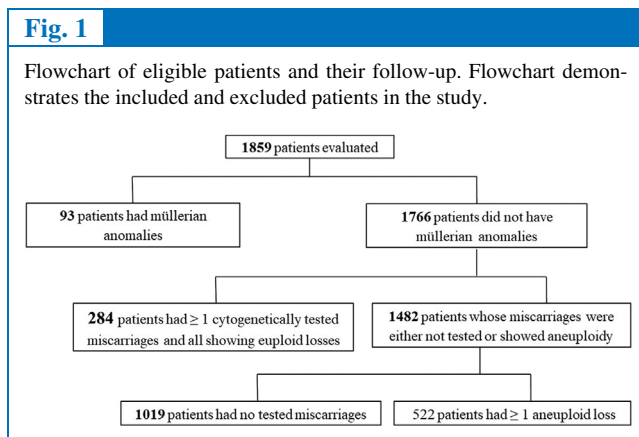 Fig. 1
Flowchart of eligible patients and their follow-up. Flowchart demon-
strates the included and excluded patients in the study.
1859 patients evaluated
93 patients had müllerian
anomalies
1766 patients did not have
müllerian anomalies
284 patients had ≥ 1 cytogenetically tested
miscarriages and all showing euploid losses
1482 patients whose miscarriages were
either not tested or showed aneuploidy
1019 patients had no tested miscarriages
522 patients had ≥ 1 aneuploid loss